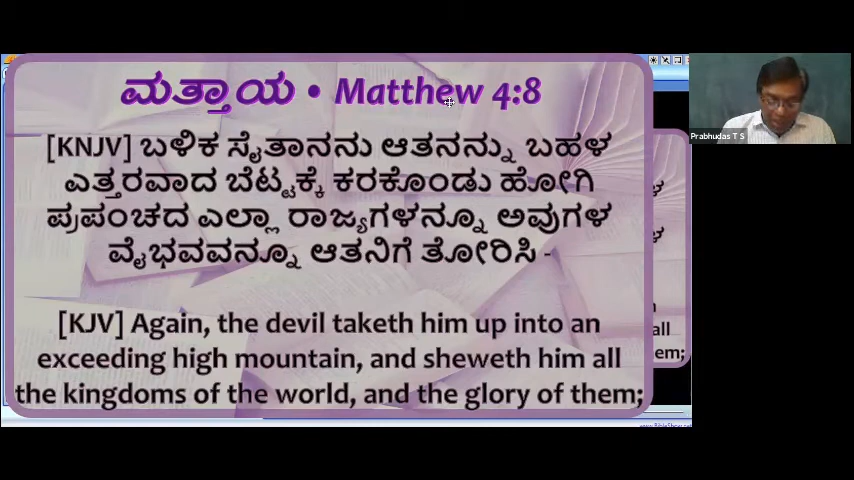 ಮತ್ತಾಯ • Matthew 4:8
[KNJV] ಬಳಿಕ ಸೈತಾನನು ಆತನನ್ನು ಬಹಳ
ಎತ್ತರವಾದ ಬೆಟ್ಟಕ್ಕೆ ಕರಕೊಂಡು ಹೋಗಿ
ಪ್ರಪಂಚದ ಎಲ್ಲಾ ರಾಜ್ಯಗಳನ್ನೂ ಅವುಗಳ
ವೈಭವವನ್ನೂ ಆತನಿಗೆ ತೋರಿಸಿ -
[KJV] Again, the devil taketh him up into an
exceeding high mountain, and sheweth him all
the kingdoms of the world, and the glory of them;
Prabhudas T S
all
em;